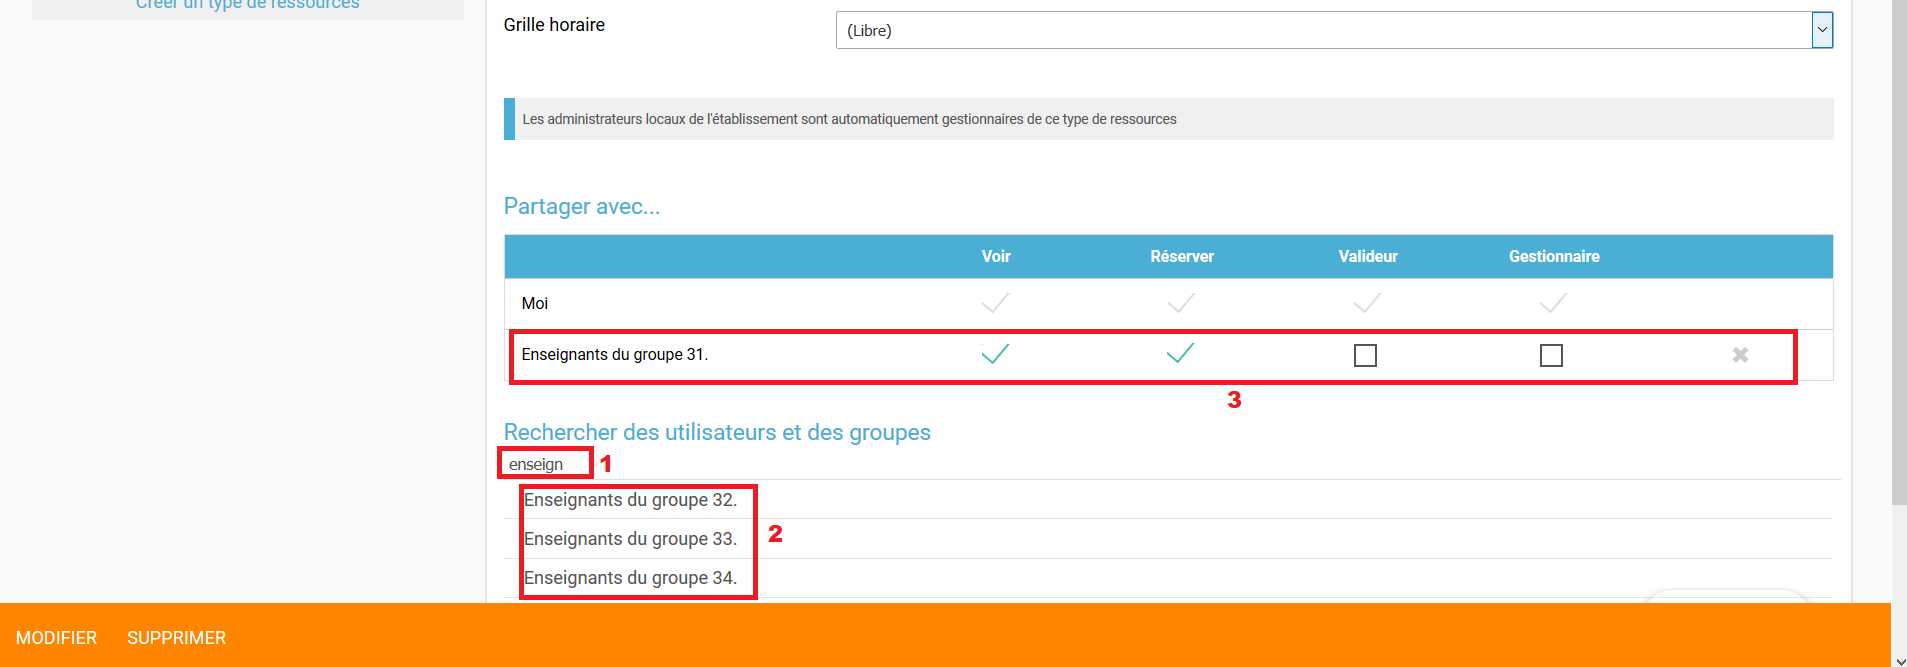 Créer un type de ressources
Grille horaire
(Libre)
Les administrateurs locaux de l'établissement sont automatiquement gestionnaires de ce type de ressources
Partager avec...
Voir Réserver Valideur Gestionnaire
Moi
Enseignants du groupe 31.
3
Rechercher des utilisateurs et des groupes
enseign 1
Enseignants du groupe 32.
Enseignants du groupe 33. 2
Enseignants du groupe 34.
MODIFIER SUPPRIMER